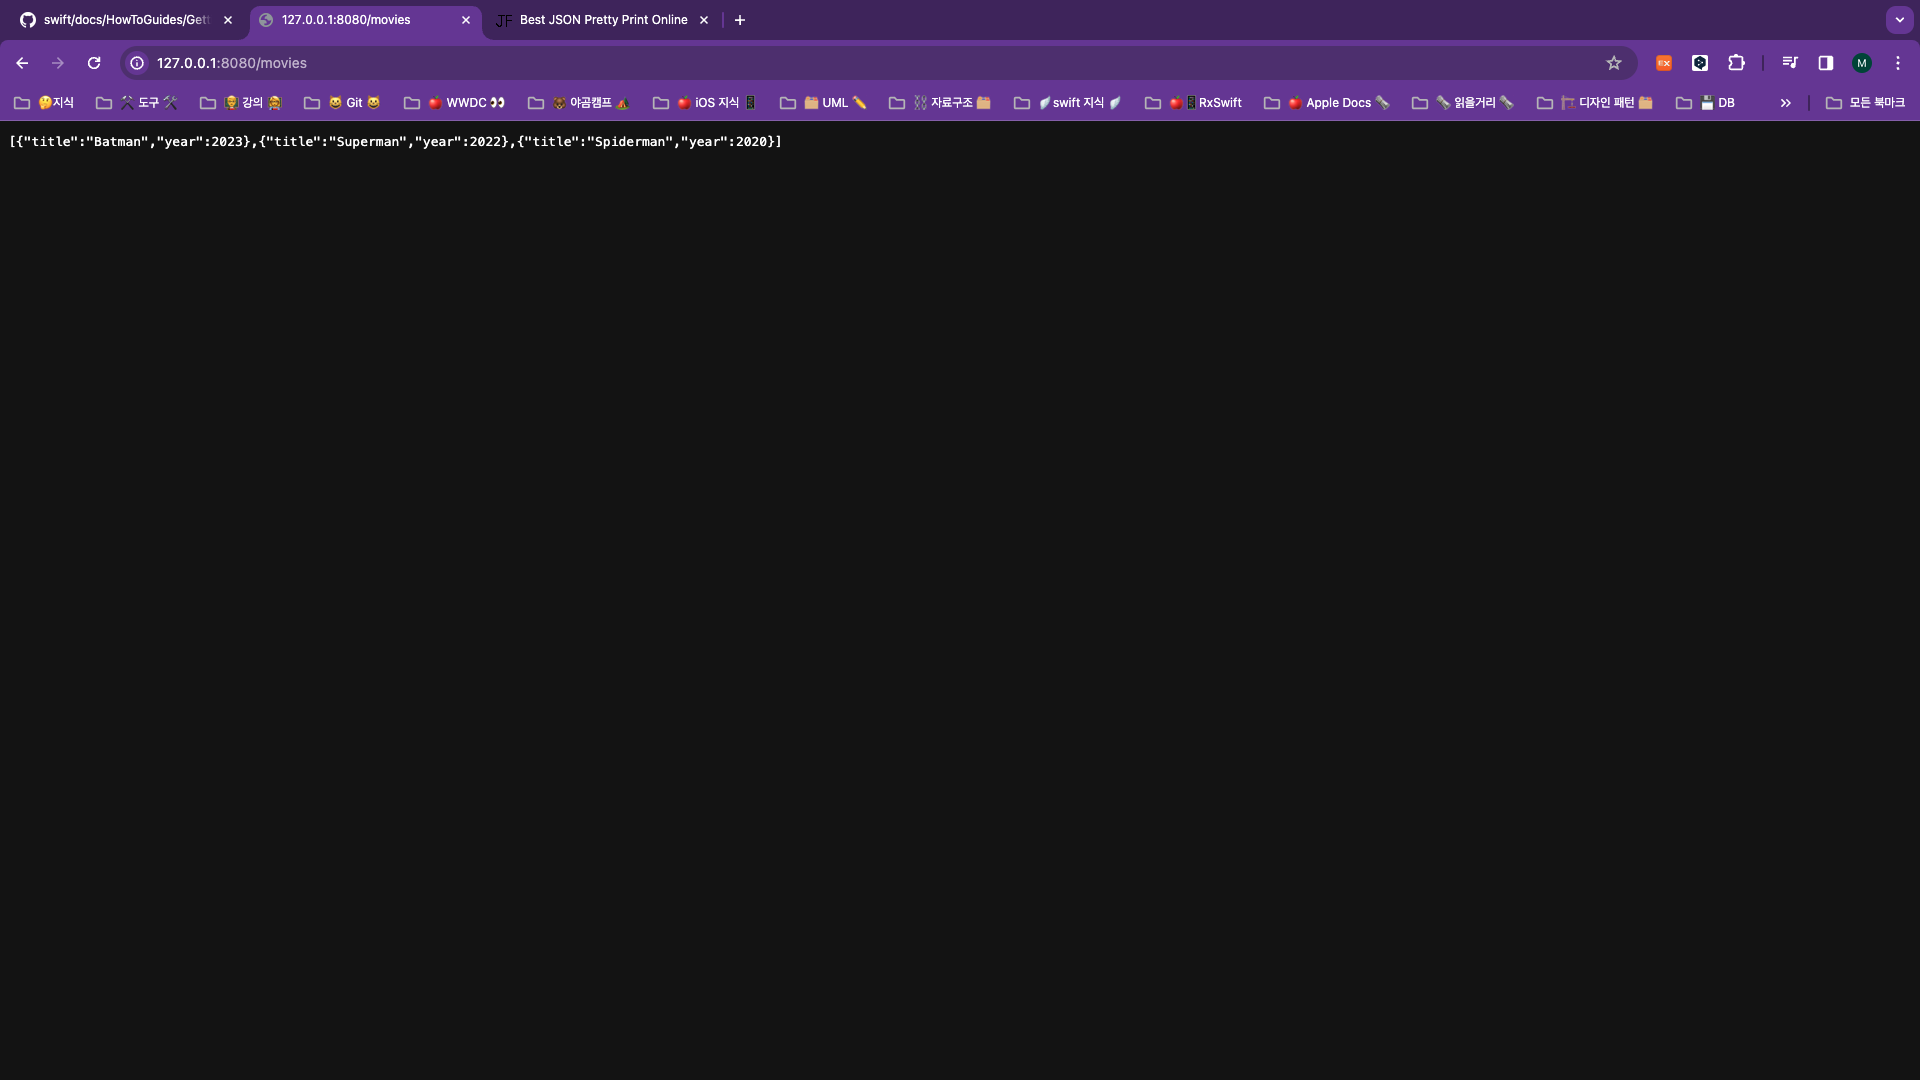 swift/docs/HowToGuides/Gett
127.0.0.1:8080/movies
JF Best JSON Pretty Print Online
127.0.0.1:8080/movies
M
🤔지식 ⚒️ 도구 🛠️ 👩‍🏫 강의 👩‍🏫 😺 Git 😺 🍎 WWDC 👀 🐻 야곰캠프 🏕️ 🍎 iOS 지식 📱 🗂️ UML ✏️ ⛓️ 자료구조 🗂️ 🪽swift 지식 🪽 🍎📱RxSwift 🍎 Apple Docs 🗞️ 🗞️ 읽을거리 🗞️ 🏗️ 디자인 패턴 🗂️ 💾 DB 모든 북마크
[{"title":"Batman","year":2023},{"title":"Superman","year":2022},{"title":"Spiderman","year":2020}]